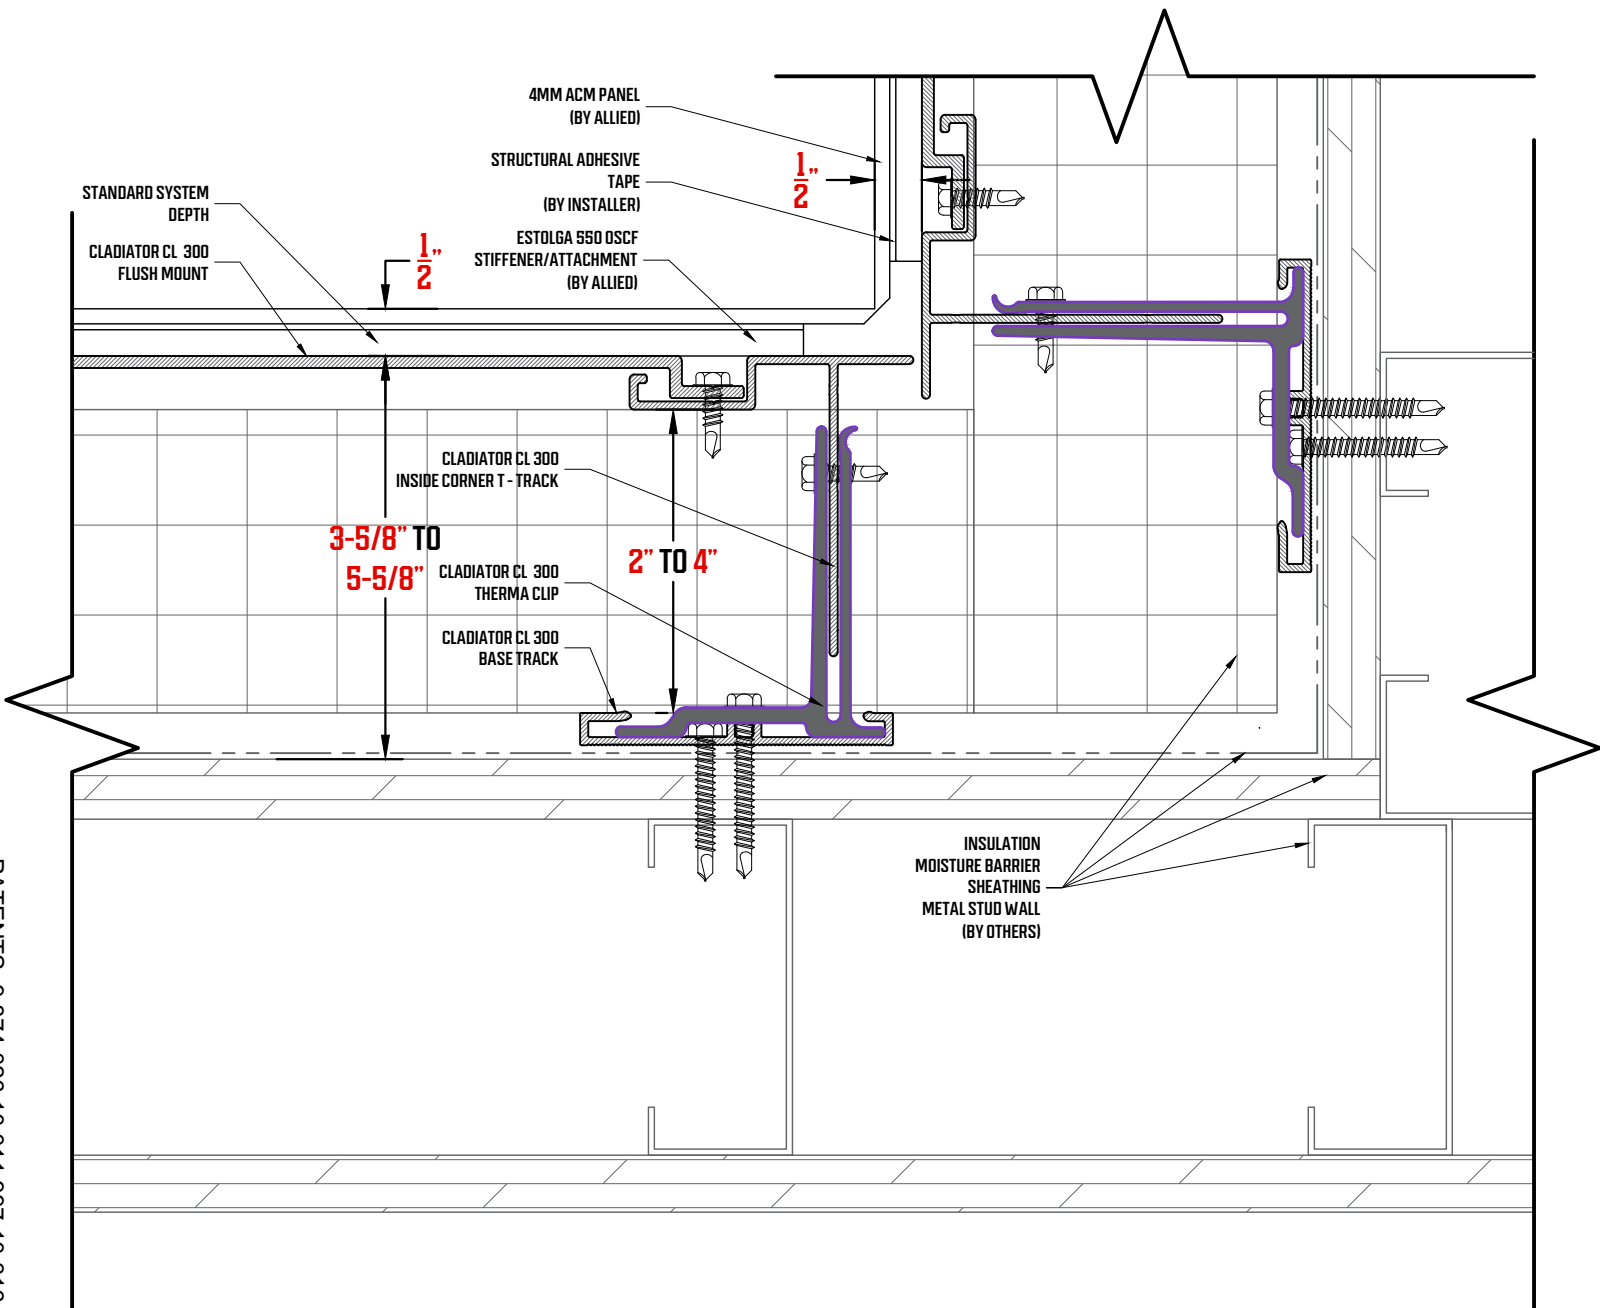 4MM ACM PANEL
(BY ALLIED)
STRUCTURAL ADHESIVE
TAPE
(BY INSTALLER)
1/2"
STANDARD SYSTEM
DEPTH
CLADIATOR CL 300
FLUSH MOUNT
1/2"
ESTOLGA 550 OSCF
STIFFENER/ATTACHMENT
(BY ALLIED)
CLADIATOR CL 300
INSIDE CORNER T - TRACK
3-5/8" TO
5-5/8"
2" TO 4"
CLADIATOR CL 300
THERMA CLIP
CLADIATOR CL 300
BASE TRACK
INSULATION
MOISTURE BARRIER
SHEATHING
METAL STUD WALL
(BY OTHERS)